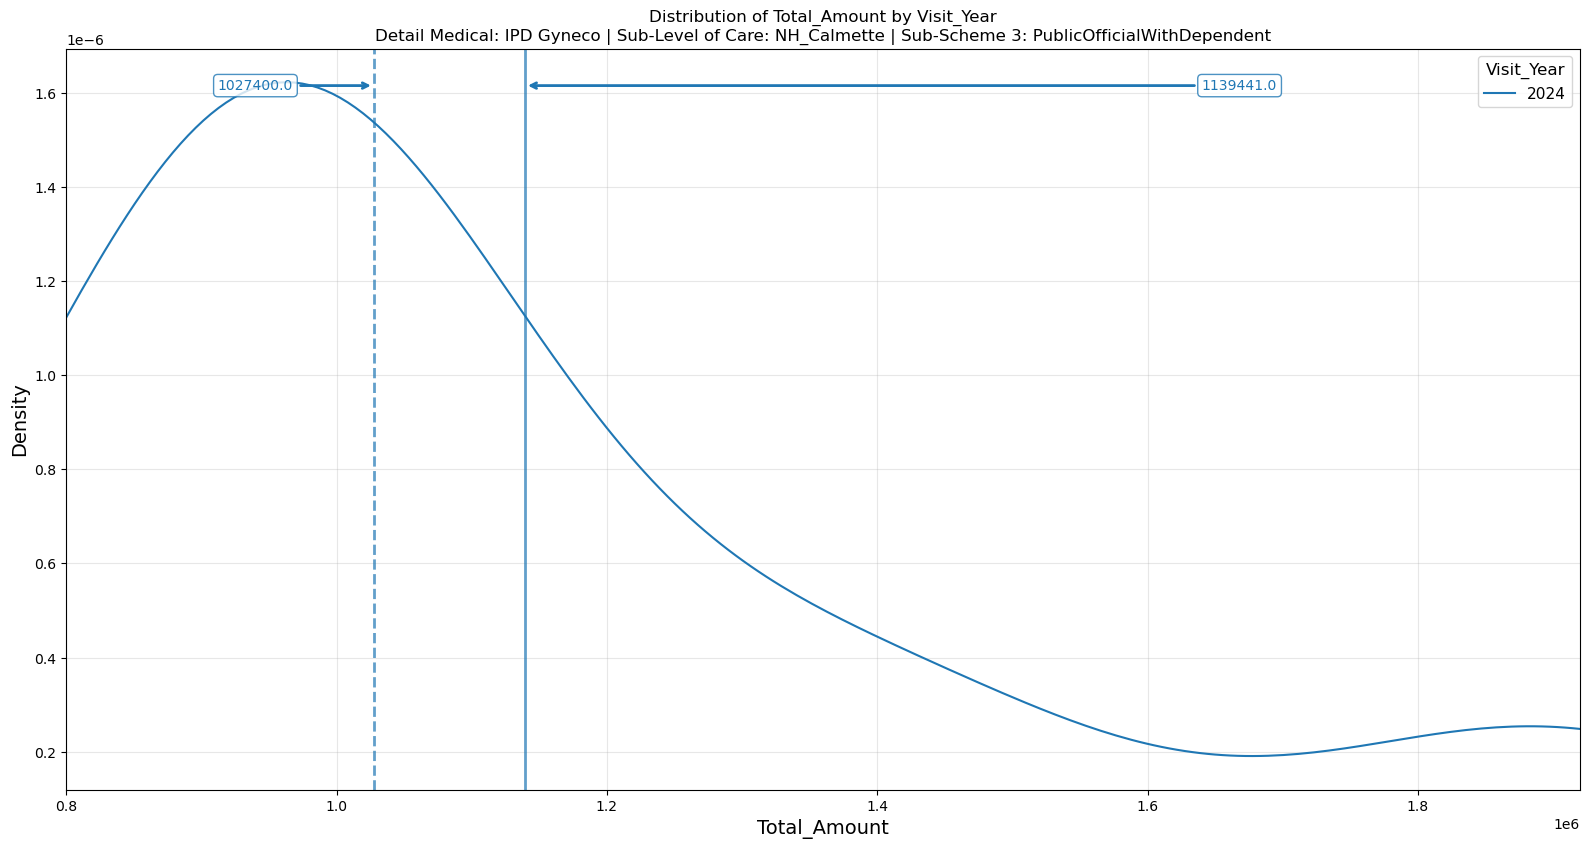 Distribution of Total_Amount by Visit_Year
Detail Medical: IPD Gyneco | Sub-Level of Care: NH_Calmette | Sub-Scheme 3: PublicOfficialWithDependent
1e−6
1027400.0
1139441.0
Visit_Year
2024
1.6
1.4
1.2
1.0
0.8
0.6
0.4
0.2
Density
0.8
1.0
1.2
1.4
1.6
1.8
1e6
Total_Amount